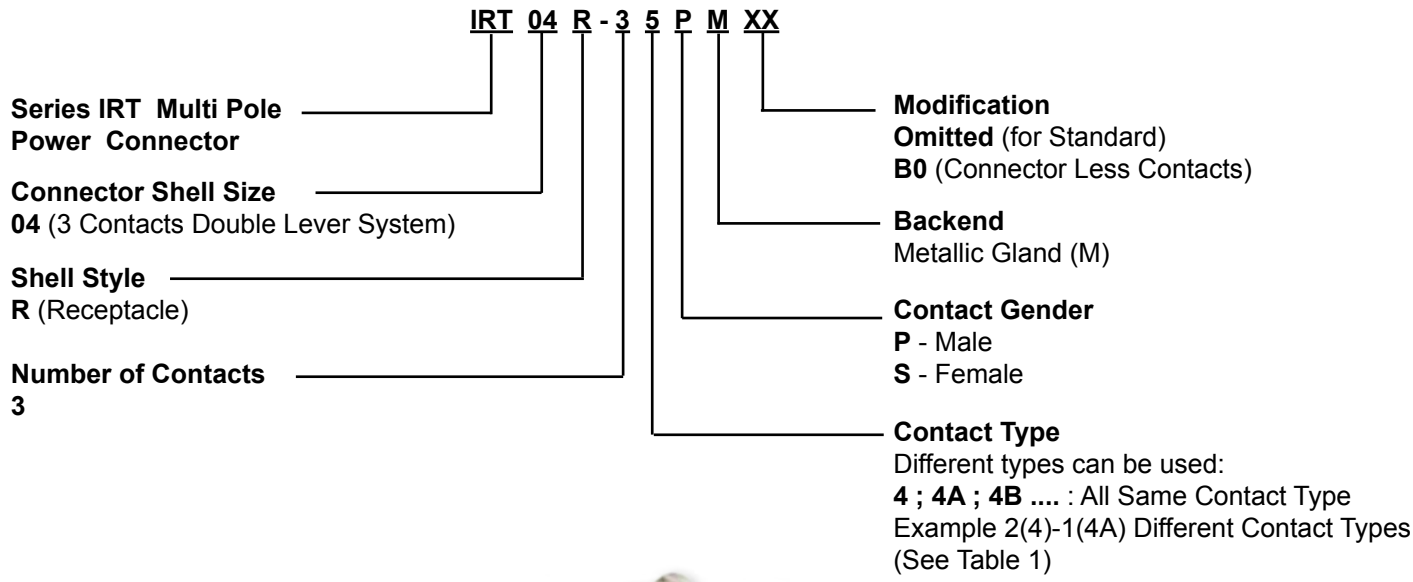 IRT 04 R - 3 5 P M XX
Series IRT Multi Pole
Power Connector
Connector Shell Size
04 (3 Contacts Double Lever System)
Shell Style
R (Receptacle)
Number of Contacts
3
Modification
Omitted (for Standard)
B0 (Connector Less Contacts)
Backend
Metallic Gland (M)
Contact Gender
P - Male
S - Female
Contact Type
Different types can be used:
4 ; 4A ; 4B .... : All Same Contact Type
Example 2(4)-1(4A) Different Contact Types
(See Table 1)